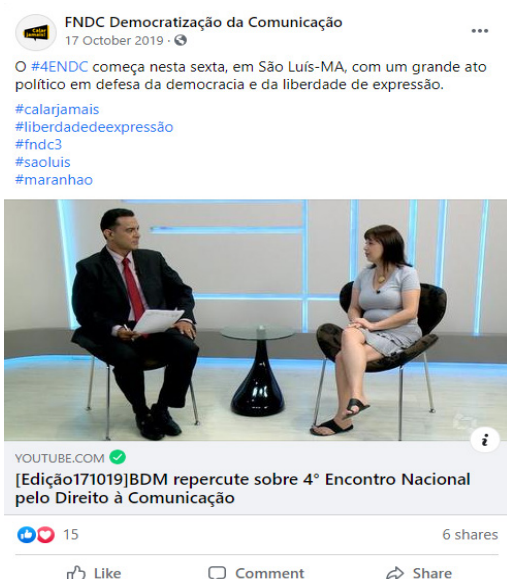 Calar
jamais!
FNDC Democratização da Comunicação
17 October 2019 ·
O #4ENDC começa nesta sexta, em São Luís-MA, com um grande ato
político em defesa da democracia e da liberdade de expressão.
#calarjamais
#liberdadedeexpressão
#fndc3
#saoluis
#maranhao
YOUTUBE.COM
[Edição171019]BDM repercute sobre 4° Encontro Nacional
pelo Direito à Comunicação
15
6 shares
Like
Comment
Share